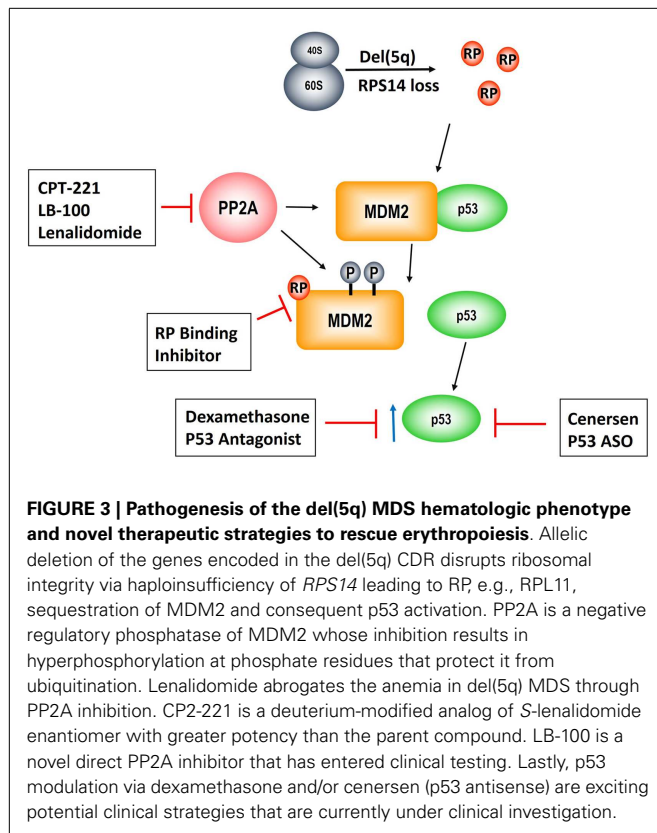 40S
60S
Del(5q)
RPS14 loss
RP
RP
RP
CPT-221
LB-100
Lenalidomide
PP2A
MDM2
p53
RP
P
P
MDM2
p53
RP Binding
Inhibitor
Dexamethasone
P53 Antagonist
p53
Cenersen
P53 ASO
FIGURE 3 | Pathogenesis of the del(5q) MDS hematologic phenotype
and novel therapeutic strategies to rescue erythropoiesis. Allelic
deletion of the genes encoded in the del(5q) CDR disrupts ribosomal
integrity via haploinsufficiency of RPS14 leading to RP, e.g., RPL11,
sequestration of MDM2 and consequent p53 activation. PP2A is a negative
regulatory phosphatase of MDM2 whose inhibition results in
hyperphosphorylation at phosphate residues that protect it from
ubiquitination. Lenalidomide abrogates the anemia in del(5q) MDS through
PP2A inhibition. CP2-221 is a deuterium-modified analog of S-lenalidomide
enantiomer with greater potency than the parent compound. LB-100 is a
novel direct PP2A inhibitor that has entered clinical testing. Lastly, p53
modulation via dexamethasone and/or cenersen (p53 antisense) are exciting
potential clinical strategies that are currently under clinical investigation.